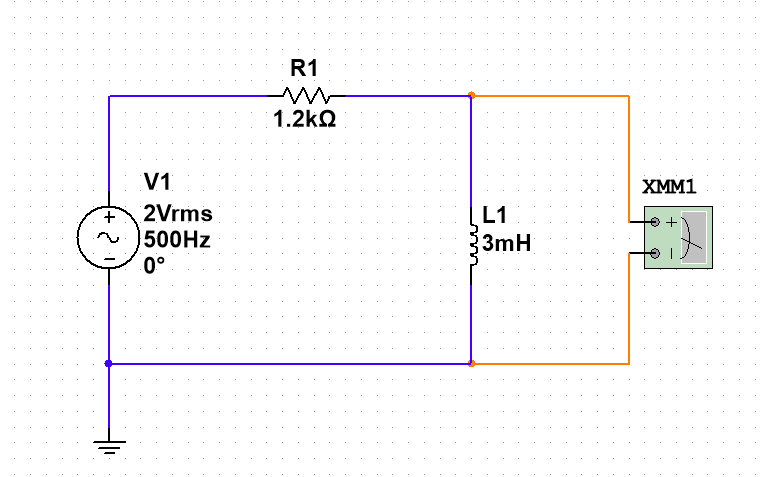 R1
1.2kΩ
V1
2Vrms
500Hz
0°
L1
3mH
XMM1